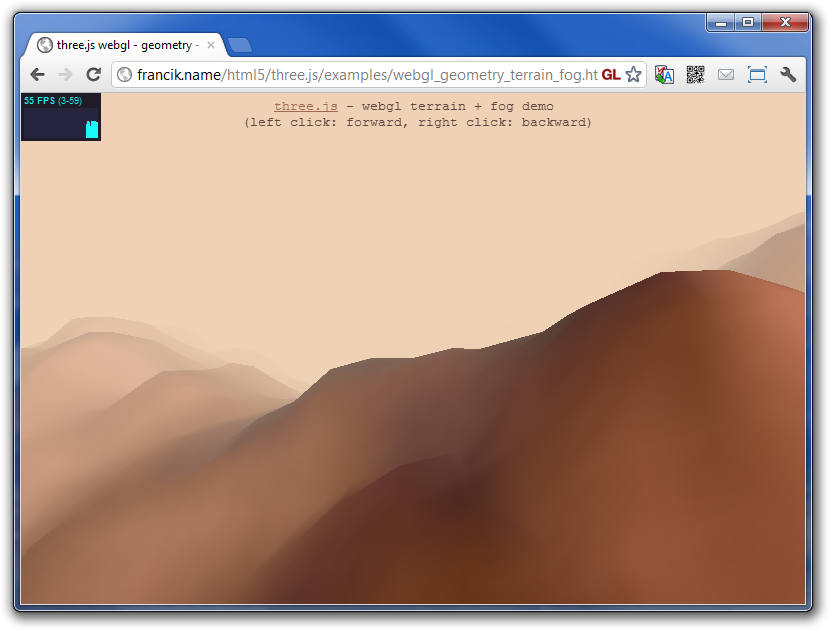 three.js webgl - geometry -
francik.name/html5/three.js/examples/webgl_geometry_terrain_fog.ht GL
55 FPS (3-59)
three.js - webgl terrain + fog demo
(left click: forward, right click: backward)